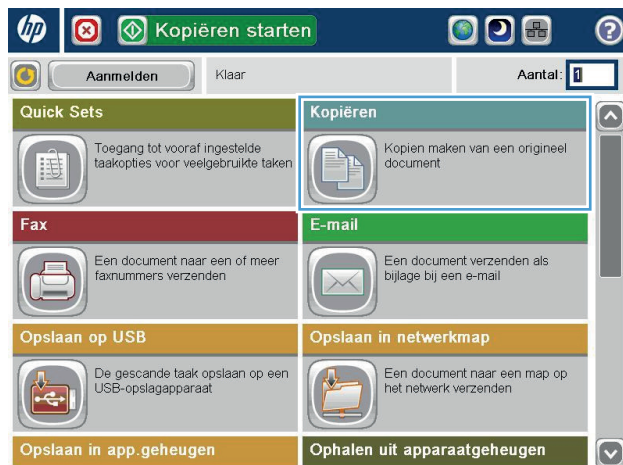 hp
Kopiëren starten
?
Aanmelden
Klaar
Aantal: 1
Quick Sets
Toegang tot vooraf ingestelde
taakopties voor veelgebruikte taken
Kopiëren
Kopien maken van een origineel
document
Fax
Een document naar een of meer
faxnummers verzenden
E-mail
Een document verzenden als
bijlage bij een e-mail
Opslaan op USB
De gescande taak opslaan op een
USB-opslagapparaat
Opslaan in netwerkmap
Een document naar een map op
het netwerk verzenden
Opslaan in app.geheugen
Ophalen uit apparaatgeheugen